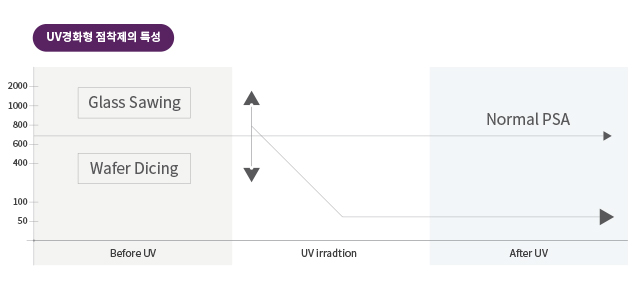 UV경화형 점착제의 특성
2000
1000
800
600
400
100
50
Glass Sawing
Wafer Dicing
Normal PSA
Before UV
UV irradtion
After UV